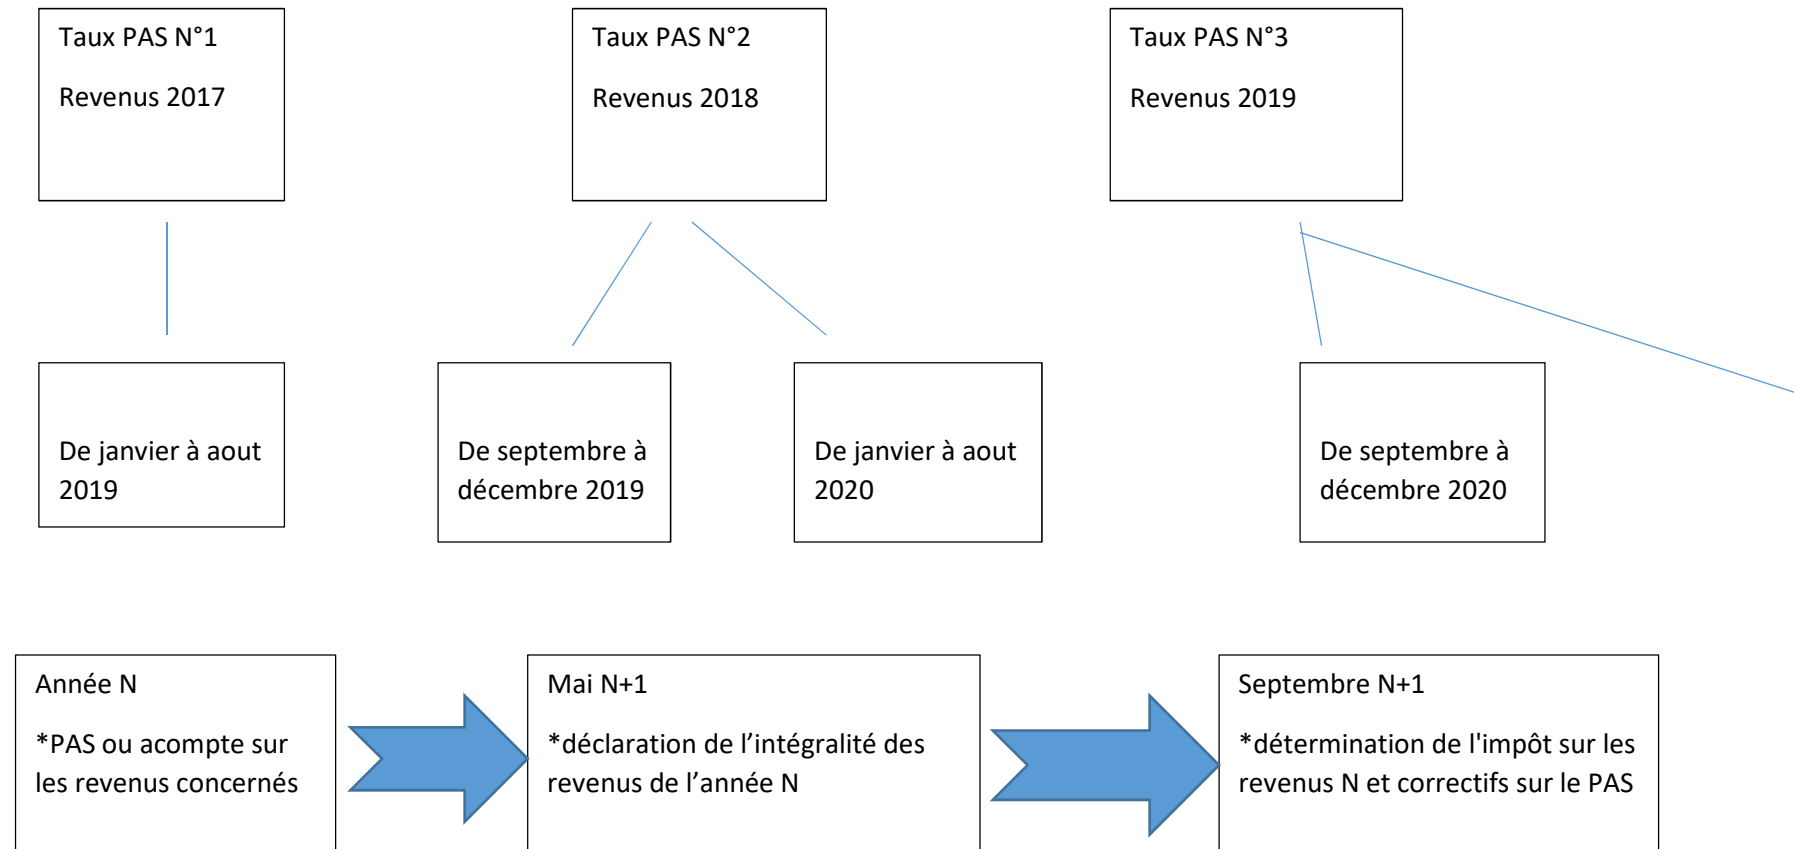 Taux PAS N°1
Revenus 2017
Taux PAS N°2
Revenus 2018
Taux PAS N°3
Revenus 2019
De janvier à aout
2019
De septembre à
décembre 2019
De janvier à aout
2020
De septembre à
décembre 2020
Année N
*PAS ou acompte sur
les revenus concernés
Mai N+1
*déclaration de l’intégralité des
revenus de l’année N
Septembre N+1
*détermination de l'impôt sur les
revenus N et correctifs sur le PAS